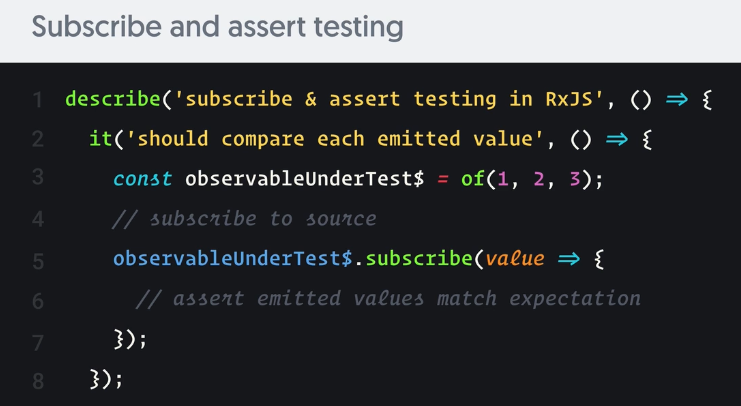 Subscribe and assert testing
1 describe('subscribe & assert testing in RxJS', () => {
2   it('should compare each emitted value', () => {
3     const observableUnderTest$ = of(1, 2, 3);
4     // subscribe to source
5     observableUnderTest$.subscribe(value => {
6       // assert emitted values match expectation
7     });
8   });